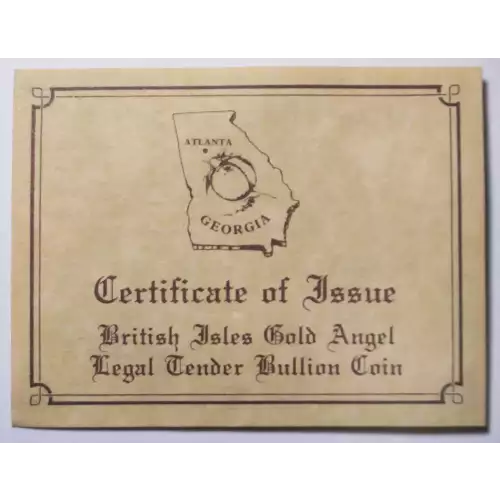 ATLANTA
GEORGIA
Certificate of Issue
British Isles Gold Angel
Legal Tender Bullion Coin